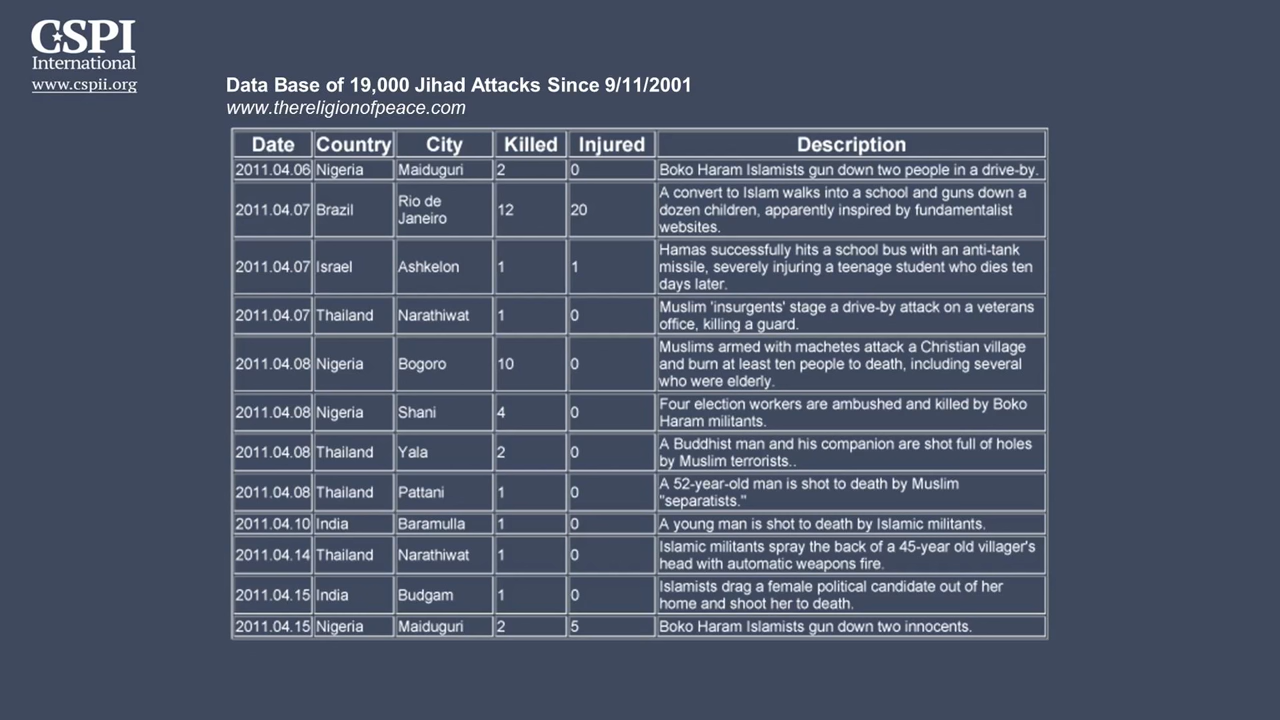 CSPI
International
www.cspii.org
Data Base of 19,000 Jihad Attacks Since 9/11/2001
www.thereligionofpeace.com
Date Country City Killed Injured Description
2011.04.06 Nigeria Maiduguri 2 0 Boko Haram Islamists gun down two people in a drive-by.
2011.04.07 Brazil Rio de Janeiro 12 20 A convert to Islam walks into a school and guns down a
dozen children, apparently inspired by fundamentalist
websites.
2011.04.07 Israel Ashkelon 1 1 Hamas successfully hits a school bus with an anti-tank
missile, severely injuring a teenage student who dies ten
days later.
2011.04.07 Thailand Narathiwat 1 0 Muslim 'insurgents' stage a drive-by attack on a veterans
office, killing a guard.
2011.04.08 Nigeria Bogoro 10 0 Muslims armed with machetes attack a Christian village
and burn at least ten people to death, including several
who were elderly.
2011.04.08 Nigeria Shani 4 0 Four election workers are ambushed and killed by Boko
Haram militants.
2011.04.08 Thailand Yala 2 0 A Buddhist man and his companion are shot full of holes
by Muslim terrorists..
2011.04.08 Thailand Pattani 1 0 A 52-year-old man is shot to death by Muslim
"separatists."
2011.04.10 India Baramulla 1 0 A young man is shot to death by Islamic militants.
2011.04.14 Thailand Narathiwat 1 0 Islamic militants spray the back of a 45-year old villager's
head with automatic weapons fire.
2011.04.15 India Budgam 1 0 Islamists drag a female political candidate out of her
home and shoot her to death.
2011.04.15 Nigeria Maiduguri 2 5 Boko Haram Islamists gun down two innocents.